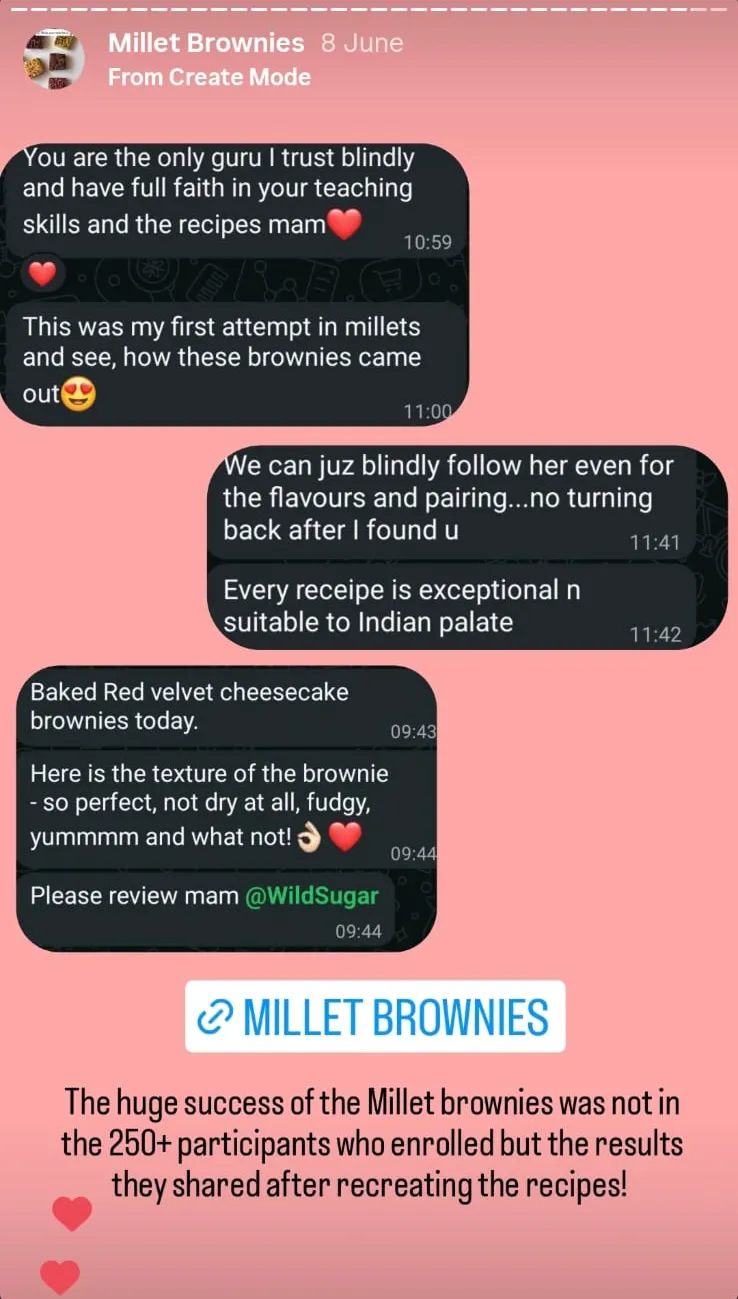 Millet Brownies 8 June
From Create Mode
You are the only guru I trust blindly
and have full faith in your teaching
skills and the recipes mam❤️
10:59
❤️
This was my first attempt in millets
and see, how these brownies came
out😍
11:00
We can juz blindly follow her even for
the flavours and pairing...no turning
back after I found u
11:41
Every receipe is exceptional n
suitable to Indian palate
11:42
Baked Red velvet cheesecake
brownies today.
09:43
Here is the texture of the brownie
- so perfect, not dry at all, fudgy,
yummmm and what not!👌🏻❤️
09:44
Please review mam @WildSugar
09:44
MILLET BROWNIES
The huge success of the Millet brownies was not in
the 250+ participants who enrolled but the results
they shared after recreating the recipes!